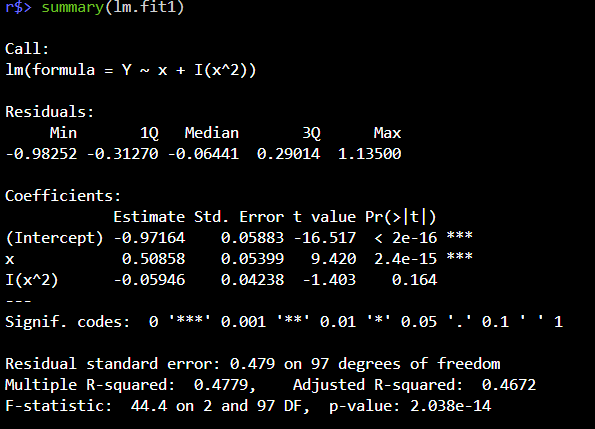 r$> summary(lm.fit1)
Call:
lm(formula = Y ~ x + I(x^2))
Residuals:
     Min       1Q   Median       3Q      Max
-0.98252 -0.31270 -0.06441  0.29014  1.13500
Coefficients:
            Estimate Std. Error t value Pr(>|t|)
(Intercept) -0.97164    0.05883 -16.517  < 2e-16 ***
x            0.50858    0.05399   9.420  2.4e-15 ***
I(x^2)      -0.05946    0.04238  -1.403    0.164
---
Signif. codes:  0 '***' 0.001 '**' 0.01 '*' 0.05 '.' 0.1 ' ' 1
Residual standard error: 0.479 on 97 degrees of freedom
Multiple R-squared:  0.4779,    Adjusted R-squared:  0.4672
F-statistic:  44.4 on 2 and 97 DF,  p-value: 2.038e-14